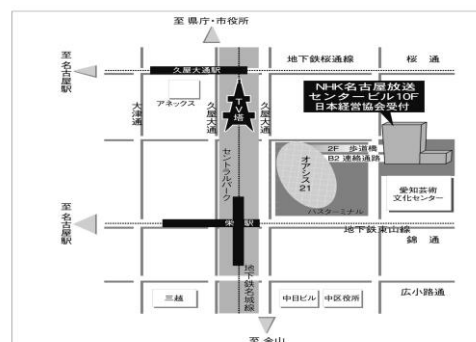 至 県庁・市役所
至 名古屋駅
地下鉄桜通線
桜 通
久屋大通駅
アネックス
TV塔
大津通
久屋大通
久屋大通
NHK名古屋放送
センタービル10F
日本経営協会受付
セントラルパーク
オアシス21
2F 歩道橋
B2 連絡通路
愛知芸術
文化センター
バスターミナル
至 名古屋駅
栄 駅
地下鉄東山線
錦 通
地下鉄名城線
三越
中日ビル
中区役所
広小路通
至 金山